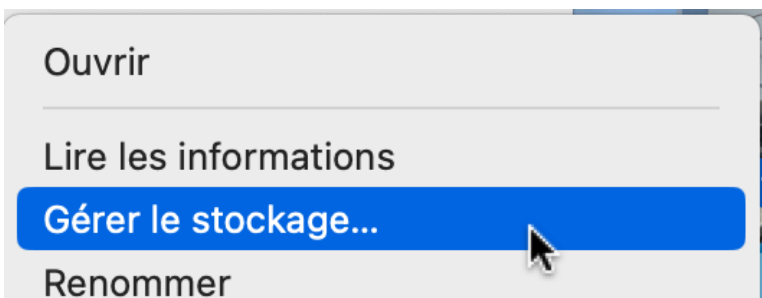 Ouvrir
Lire les informations
Gérer le stockage...
Renommer